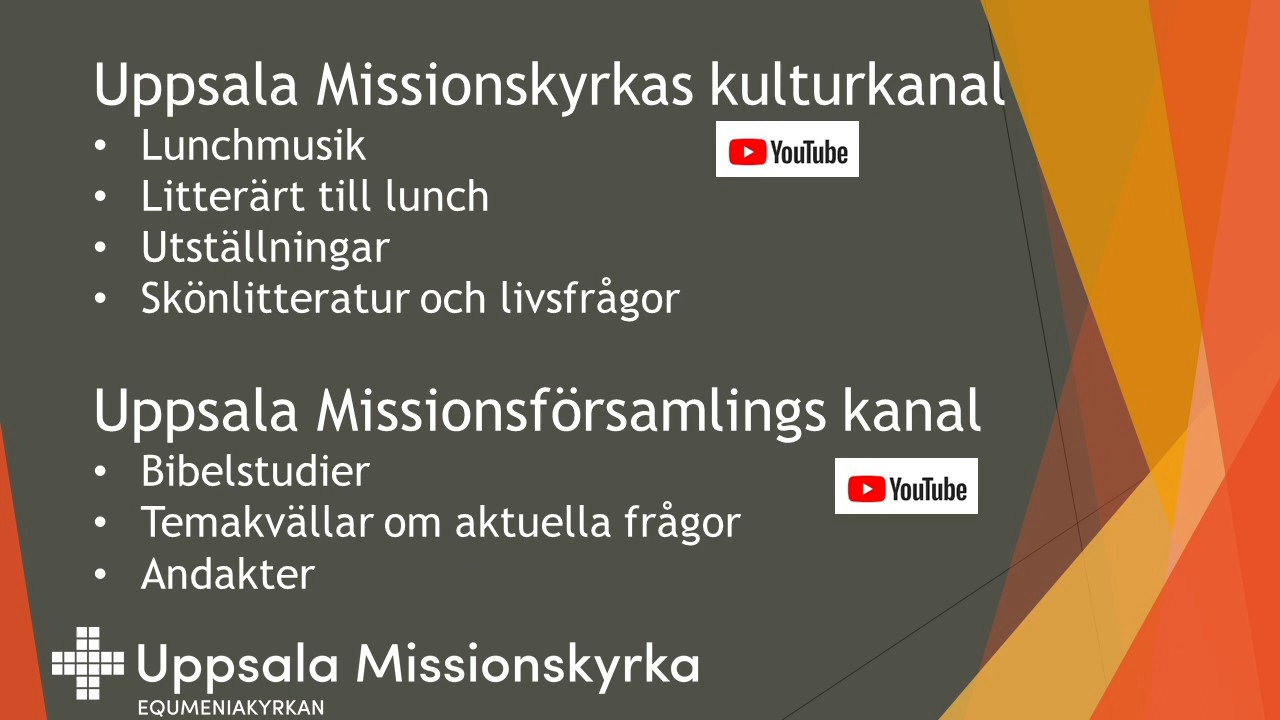 Uppsala Missionskyrkas kulturkanal
• Lunchmusik
YouTube
• Litterärt till lunch
• Utställningar
• Skönlitteratur och livsfrågor
Uppsala Missionsförsamlings kanal
• Bibelstudier
YouTube
• Temakvällar om aktuella frågor
• Andakter
Uppsala Missionskyrka
EQUMENIAKYRKAN